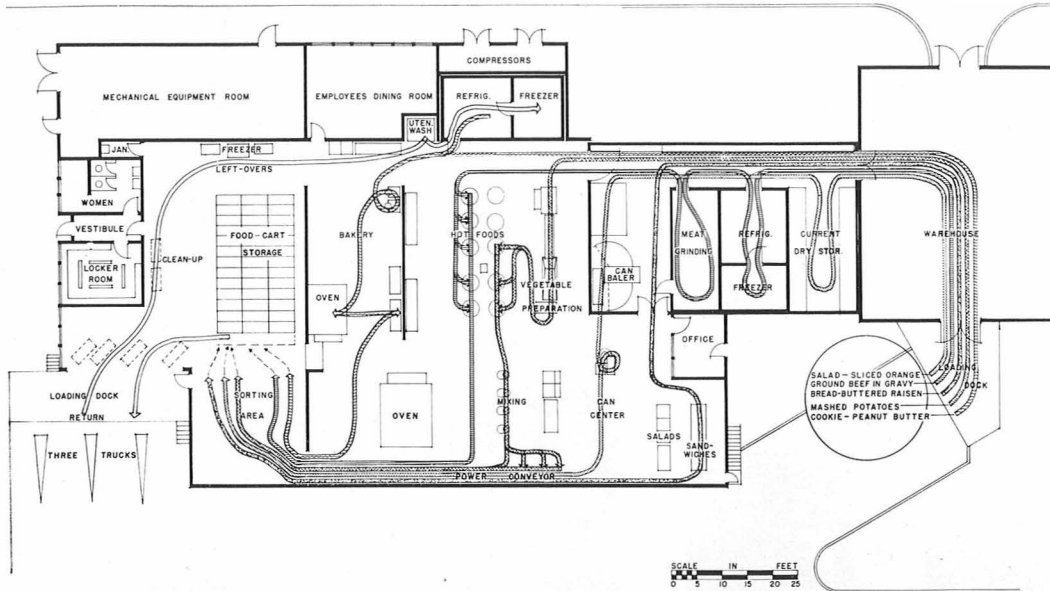 COMPRESSORS
MECHANICAL EQUIPMENT ROOM
EMPLOYEES DINING ROOM
REFRIG.
FREEZER
UTEN.
WASH
JAN.
FREEZER
LEFT-OVERS
WOMEN
VESTIBULE
LOCKER
ROOM
CLEAN-UP
FOOD-CART
STORAGE
BAKERY
HOT FOODS
OVEN
VEGETABLE
PREPARATION
CAN
BALER
MEAT
GRINDING
REFRIG.
FREEZER
CURRENT
DRY STOR.
WAREHOUSE
OFFICE
LOADING
DOCK
SALAD-SLICED ORANGE
GROUND BEEF IN GRAVY
BREAD-BUTTERED RAISEN
MASHED POTATOES
COOKIE-PEANUT BUTTER
LOADING DOCK
RETURN
SORTING
AREA
OVEN
MIXING
CAN
CENTER
SALADS
SAND-
WICHES
THREE TRUCKS
POWER CONVEYOR
SCALE IN FEET
0 5 10 15 20 25